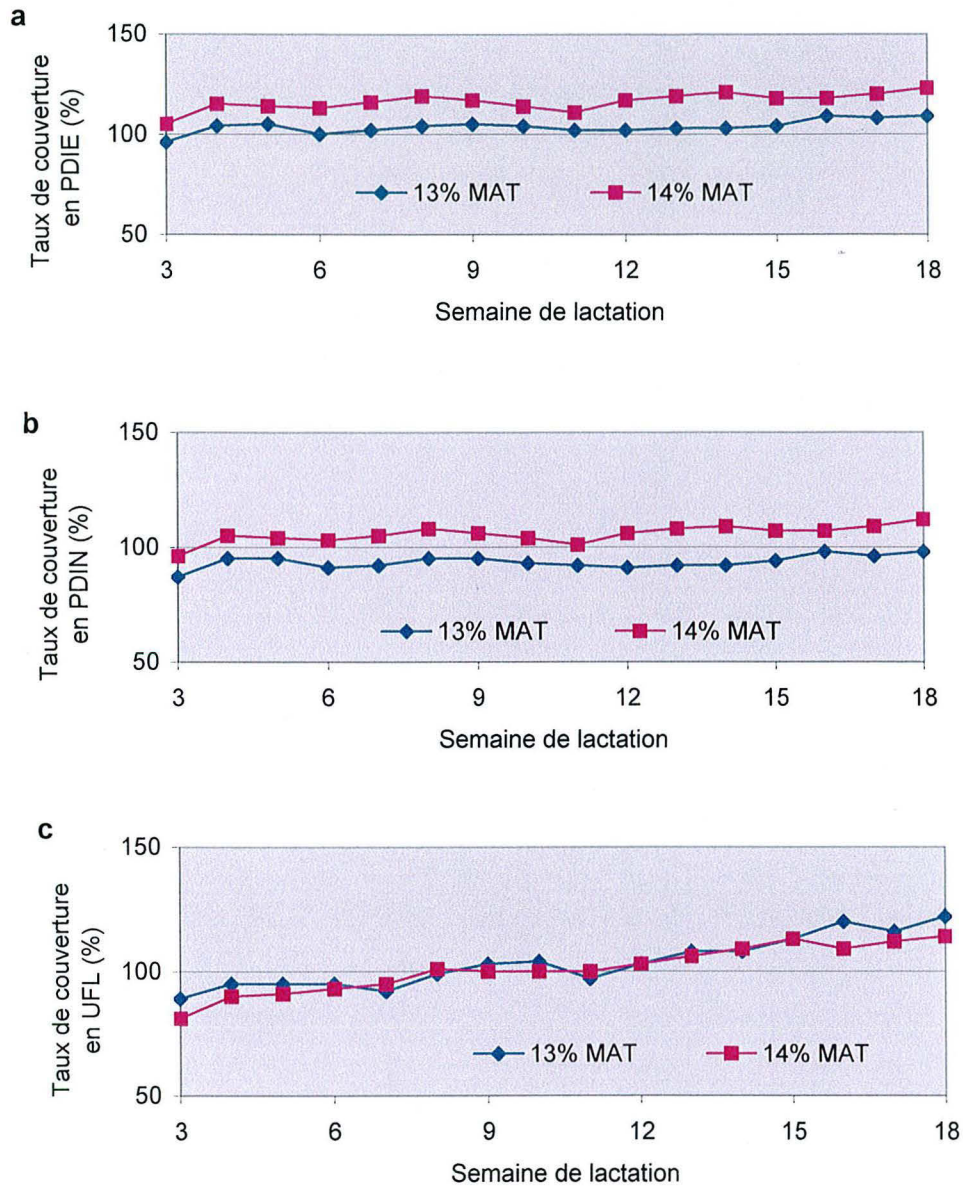 a
150
100
50
Taux de couverture
en PDIE (%)
13% MAT
14% MAT
3 6 9 12 15 18
Semaine de lactation
b
150
100
50
Taux de couverture
en PDIN (%)
13% MAT
14% MAT
3 6 9 12 15 18
Semaine de lactation
c
150
100
50
Taux de couverture
en UFL (%)
13% MAT
14% MAT
3 6 9 12 15 18
Semaine de lactation